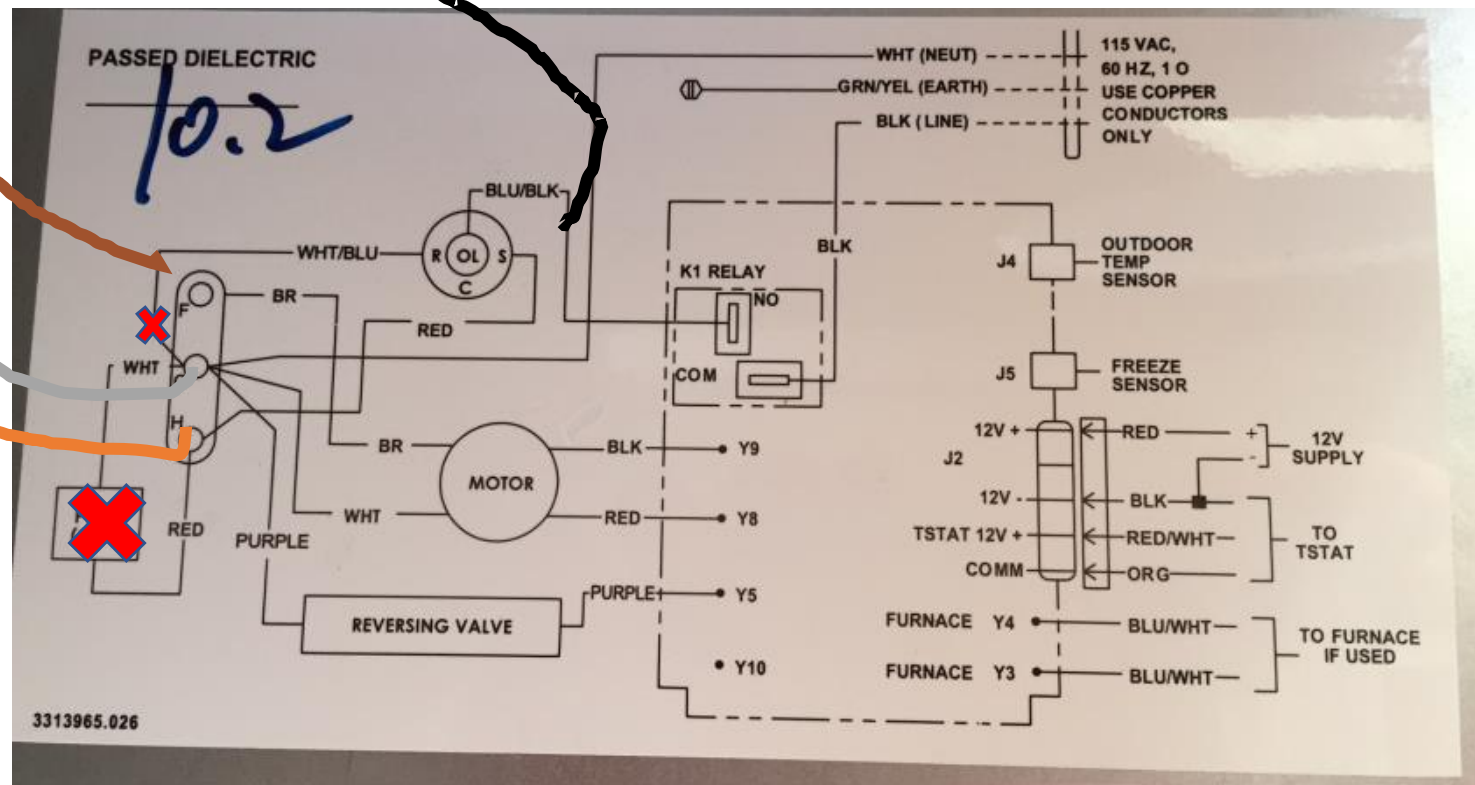 PASSED DIELECTRIC
10.2
WHT (NEUT)
GRN/YEL (EARTH)
BLK (LINE)
115 VAC,
60 HZ, 1 O
USE COPPER
CONDUCTORS
ONLY
BLU/BLK
WHT/BLU
R
OL
S
C
BR
RED
F
WHT
H
RED
PURPLE
BR
WHT
MOTOR
BLK
RED
REVERSING VALVE
PURPLE
K1 RELAY
NO
COM
BLK
Y9
Y8
Y5
Y10
J4
OUTDOOR
TEMP
SENSOR
J5
FREEZE
SENSOR
J2
12V +
RED
+
-
12V
SUPPLY
12V -
BLK
TSTAT 12V +
RED/WHT
TO
TSTAT
COMM
ORG
FURNACE Y4
BLU/WHT
TO FURNACE
IF USED
FURNACE Y3
BLU/WHT
3313965.026